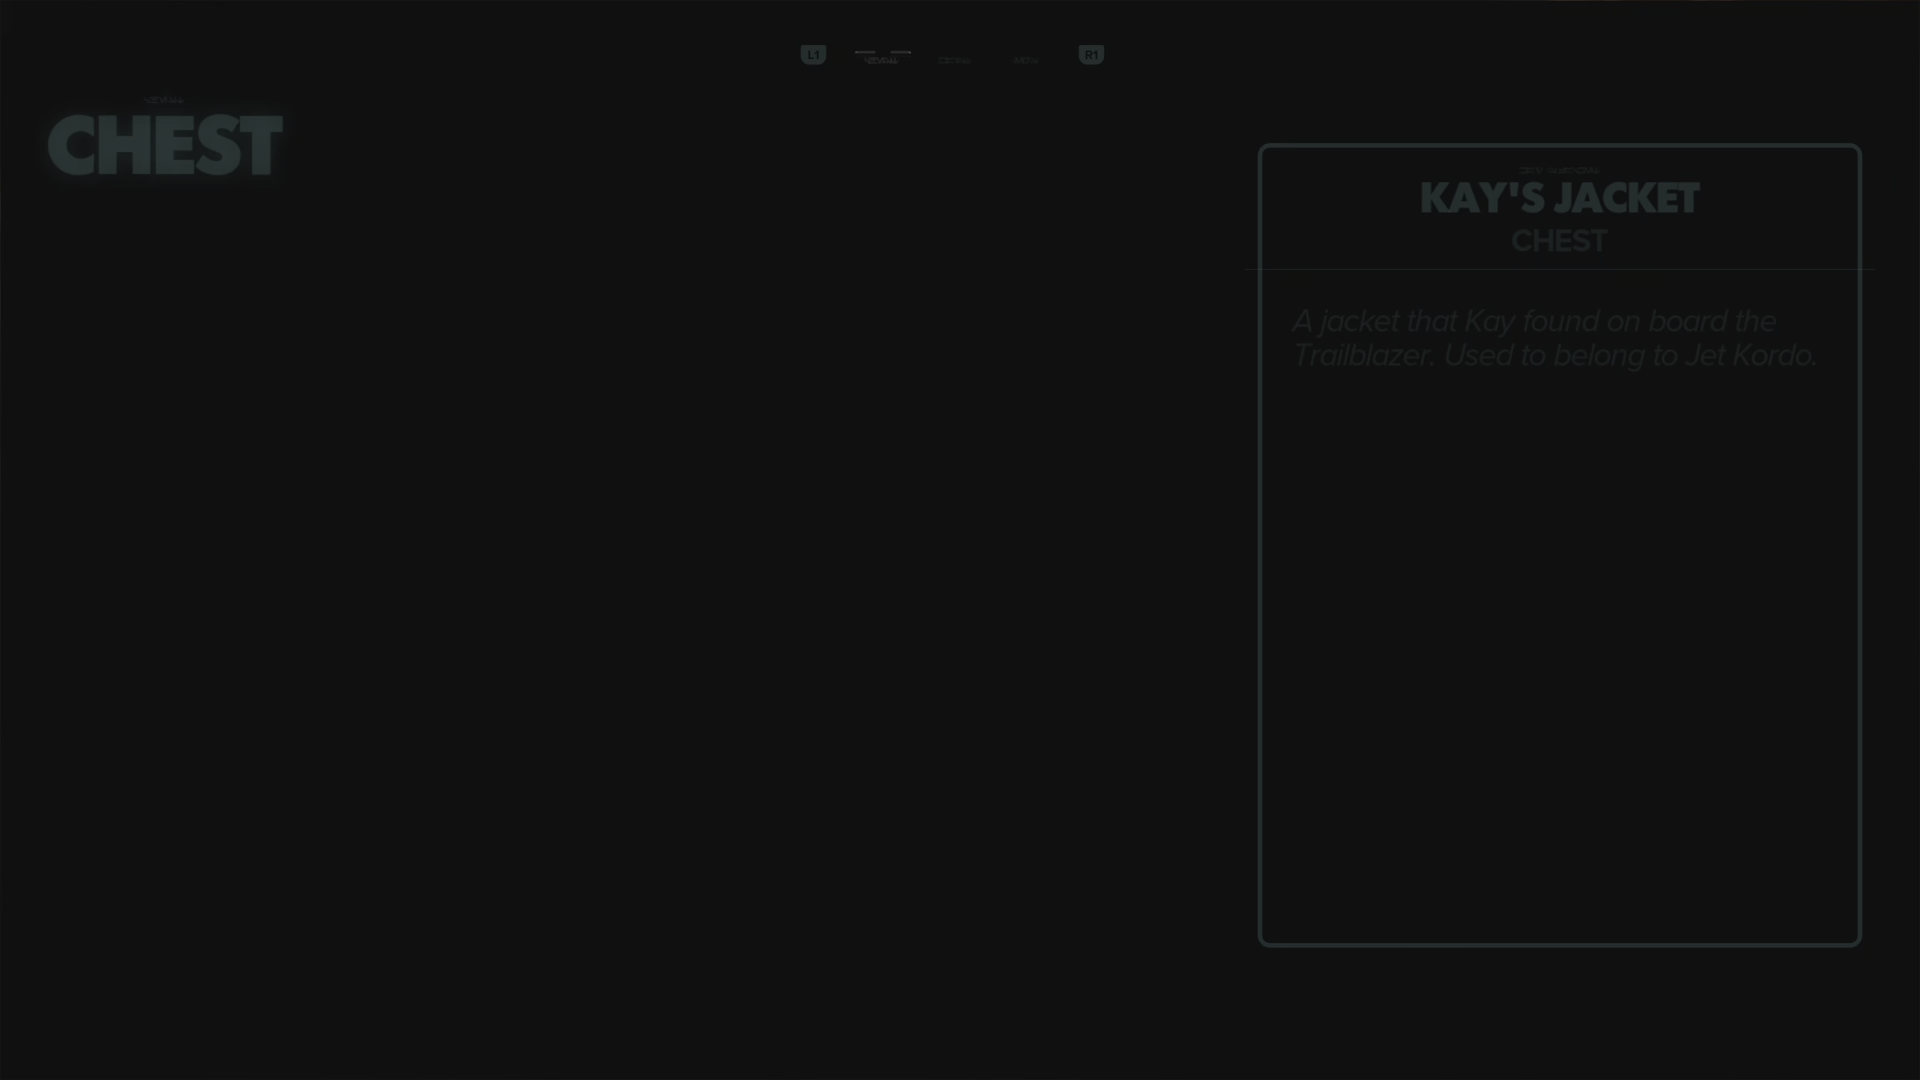 L1
R1
CHEST
KAY'S JACKET
CHEST
A jacket that Kay found on board the
Trailblazer. Used to belong to Jet Kordo.